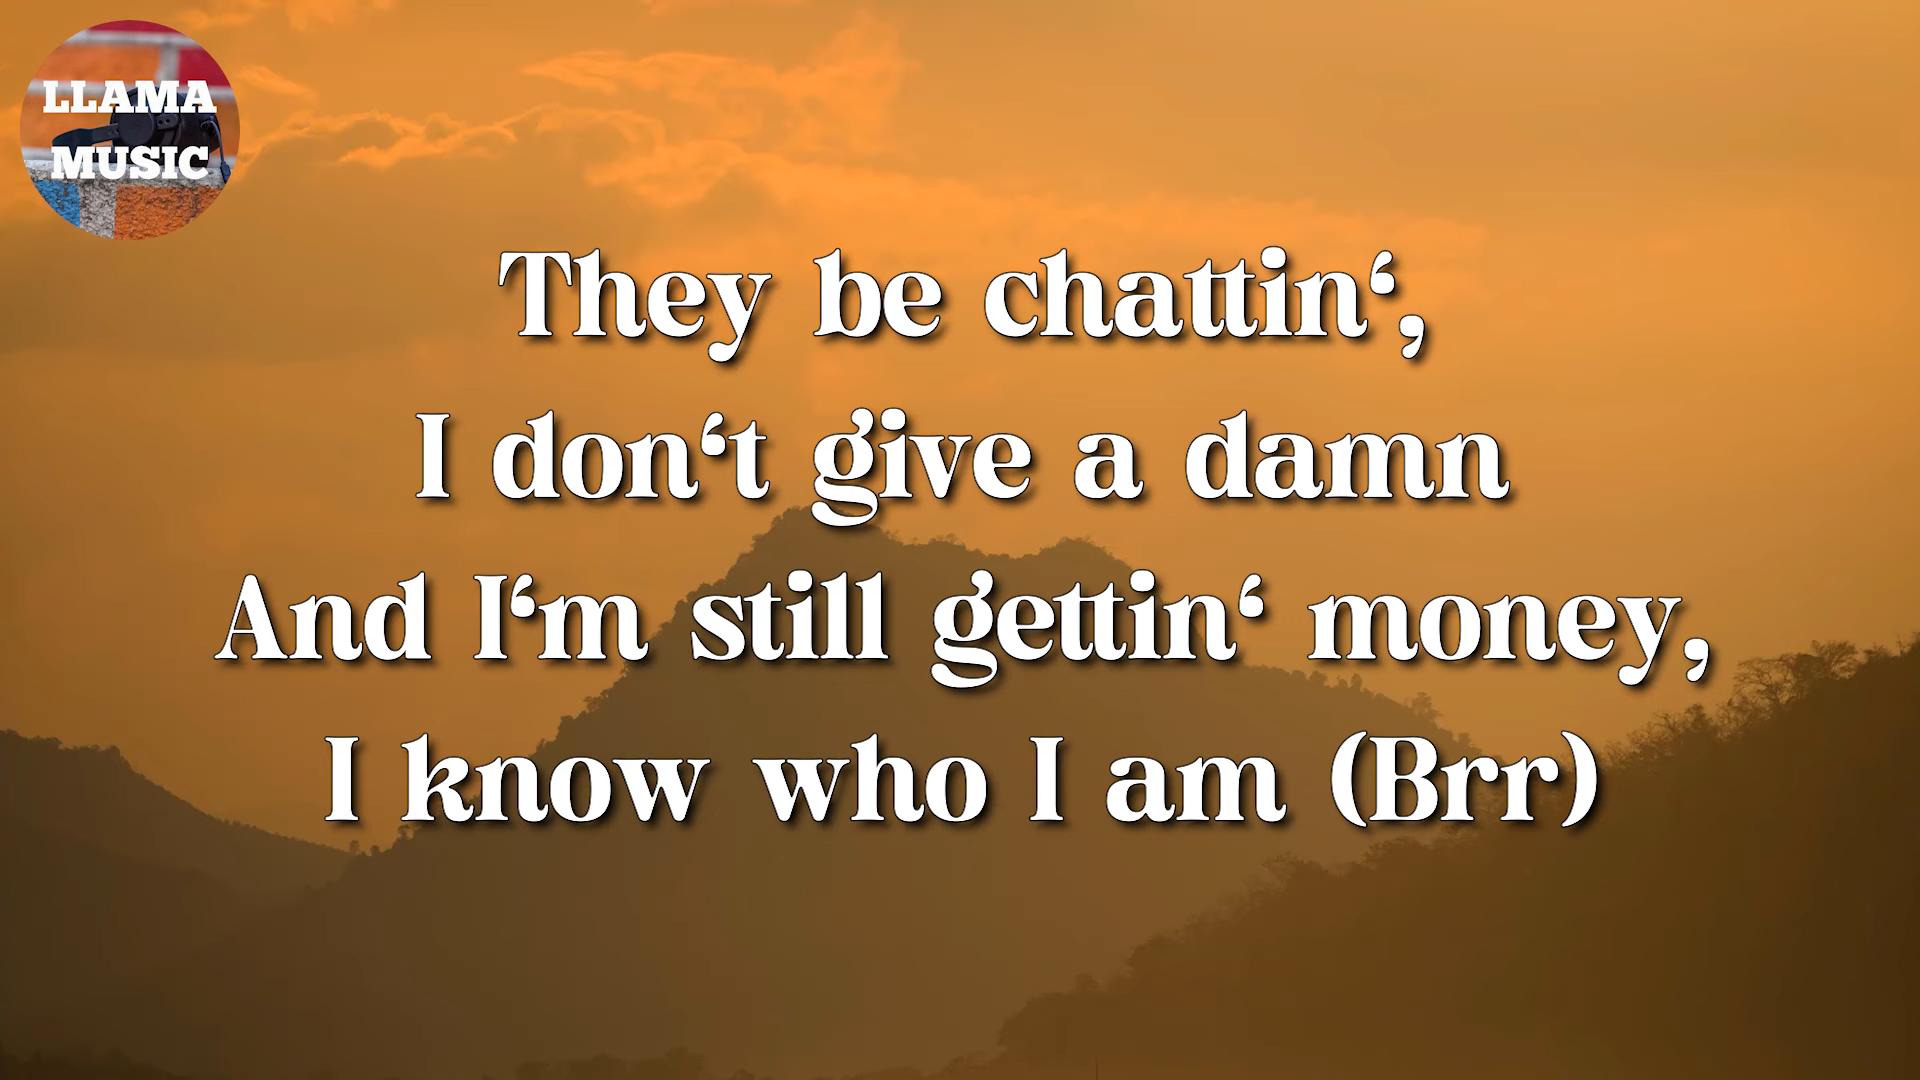 LLAMA
MUSIC
They be chattin‘,
I don‘t give a damn
And I‘m still gettin‘ money,
I know who I am (Brr)